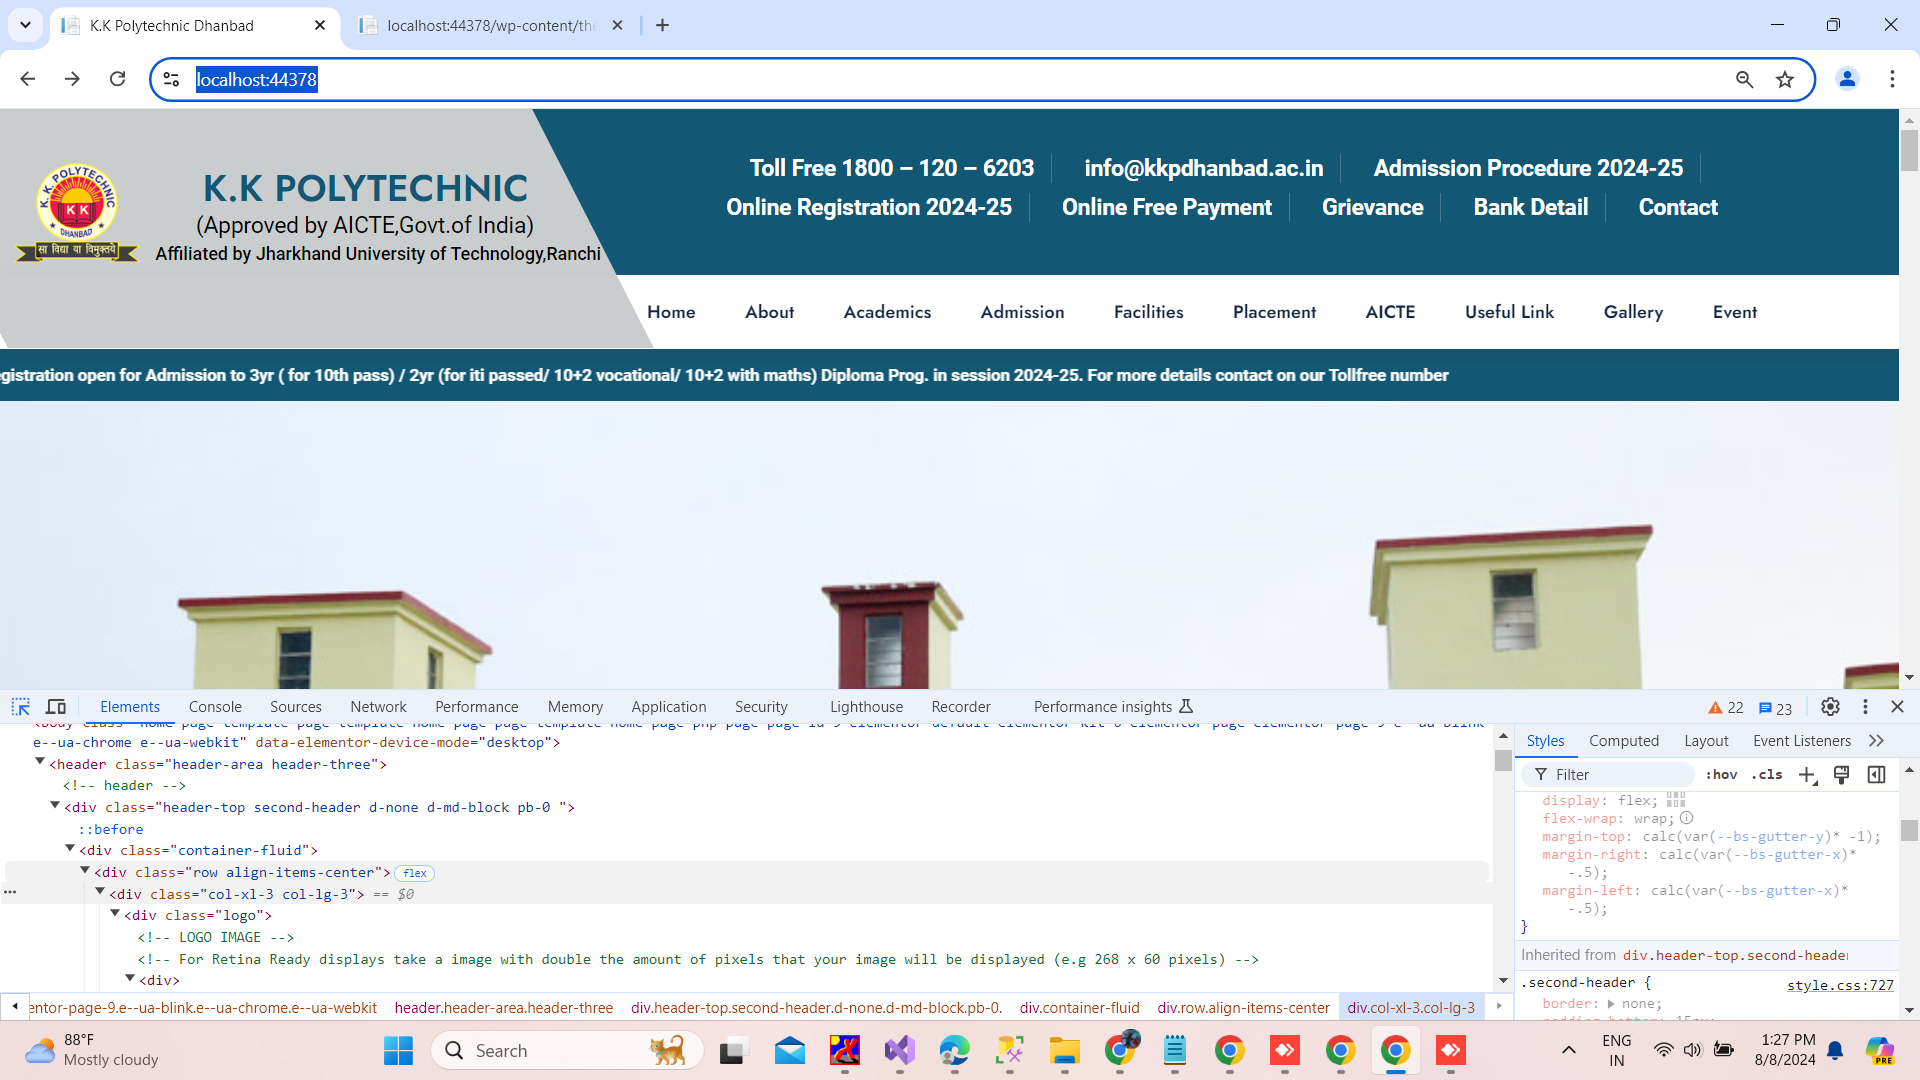 K.K Polytechnic Dhanbad
localhost:44378/wp-content/the
localhost:44378
K.K. POLYTECHNIC
K K
DHANBAD
सा विद्या या विमुक्तये
K.K POLYTECHNIC
(Approved by AICTE,Govt.of India)
Affiliated by Jharkhand University of Technology,Ranchi
Toll Free 1800 – 120 – 6203
info@kkpdhanbad.ac.in
Admission Procedure 2024-25
Online Registration 2024-25
Online Free Payment
Grievance
Bank Detail
Contact
Home About Academics Admission Facilities Placement AICTE Useful Link Gallery Event
gistration open for Admission to 3yr ( for 10th pass) / 2yr (for iti passed/ 10+2 vocational/ 10+2 with maths) Diploma Prog. in session 2024-25. For more details contact on our Tollfree number
Elements Console Sources Network Performance Memory Application Security Lighthouse Recorder Performance insights 22 23
e--ua-chrome e--ua-webkit" data-elementor-device-mode="desktop">
<header class="header-area header-three">
<!-- header -->
<div class="header-top second-header d-none d-md-block pb-0 ">
::before
<div class="container-fluid">
<div class="row align-items-center"> flex
<div class="col-xl-3 col-lg-3"> == $0
<div class="logo">
<!-- LOGO IMAGE -->
<!-- For Retina Ready displays take a image with double the amount of pixels that your image will be displayed (e.g 268 x 60 pixels) -->
<div>
entor-page-9.e--ua-blink.e--ua-chrome.e--ua-webkit header.header-area.header-three div.header-top.second-header.d-none.d-md-block.pb-0. div.container-fluid div.row.align-items-center div.col-xl-3.col-lg-3
Styles Computed Layout Event Listeners
Filter :hov .cls
display: flex;
flex-wrap: wrap;
margin-top: calc(var(--bs-gutter-y)* -1);
margin-right: calc(var(--bs-gutter-x)*
-.5);
margin-left: calc(var(--bs-gutter-x)*
-.5);
}
Inherited from div.header-top.second-header
.second-header { style.css:727
border: none;
88°F
Mostly cloudy
Search
ENG
IN
1:27 PM
8/8/2024
PRE